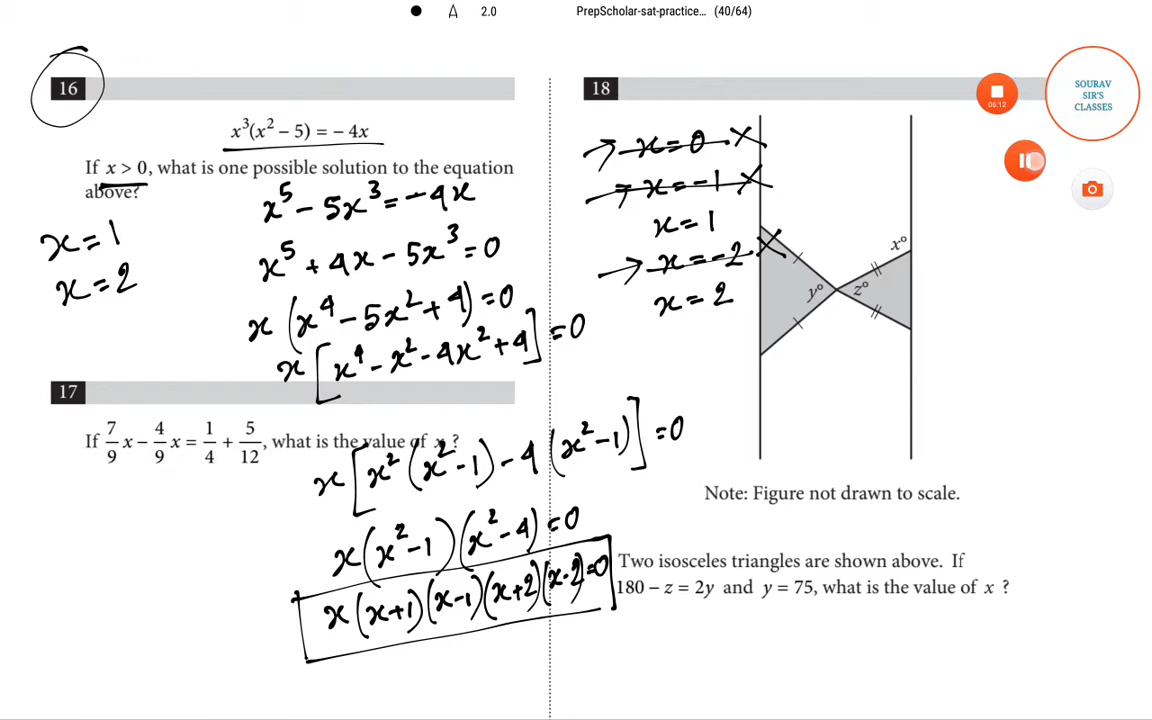 2.0
PrepScholar-sat-practice... (40/64)
16
x³(x² − 5) = − 4x
If x > 0, what is one possible solution to the equation
above?
x⁵ − 5x³ = −4x
x = 1
x = 2
x⁵ + 4x − 5x³ = 0
x (x⁴ − 5x² + 4) = 0
x [x⁴ − x² − 4x² + 4] = 0
17
If 7/9 x − 4/9 x = 1/4 + 5/12, what is the value of x ?
x [x² (x² −1) − 4 (x² −1)] = 0
x (x² −1) (x² − 4) = 0
x (x+1) (x−1) (x+2) (x-2) = 0
18
SOURAV
SIR'S
CLASSES
06:12
→ x = 0 ×
→ x = −1 ×
x = 1
→ x = −2 ×
x = 2
x°
y°
z°
Note: Figure not drawn to scale.
Two isosceles triangles are shown above. If
180 − z = 2y and y = 75, what is the value of x ?